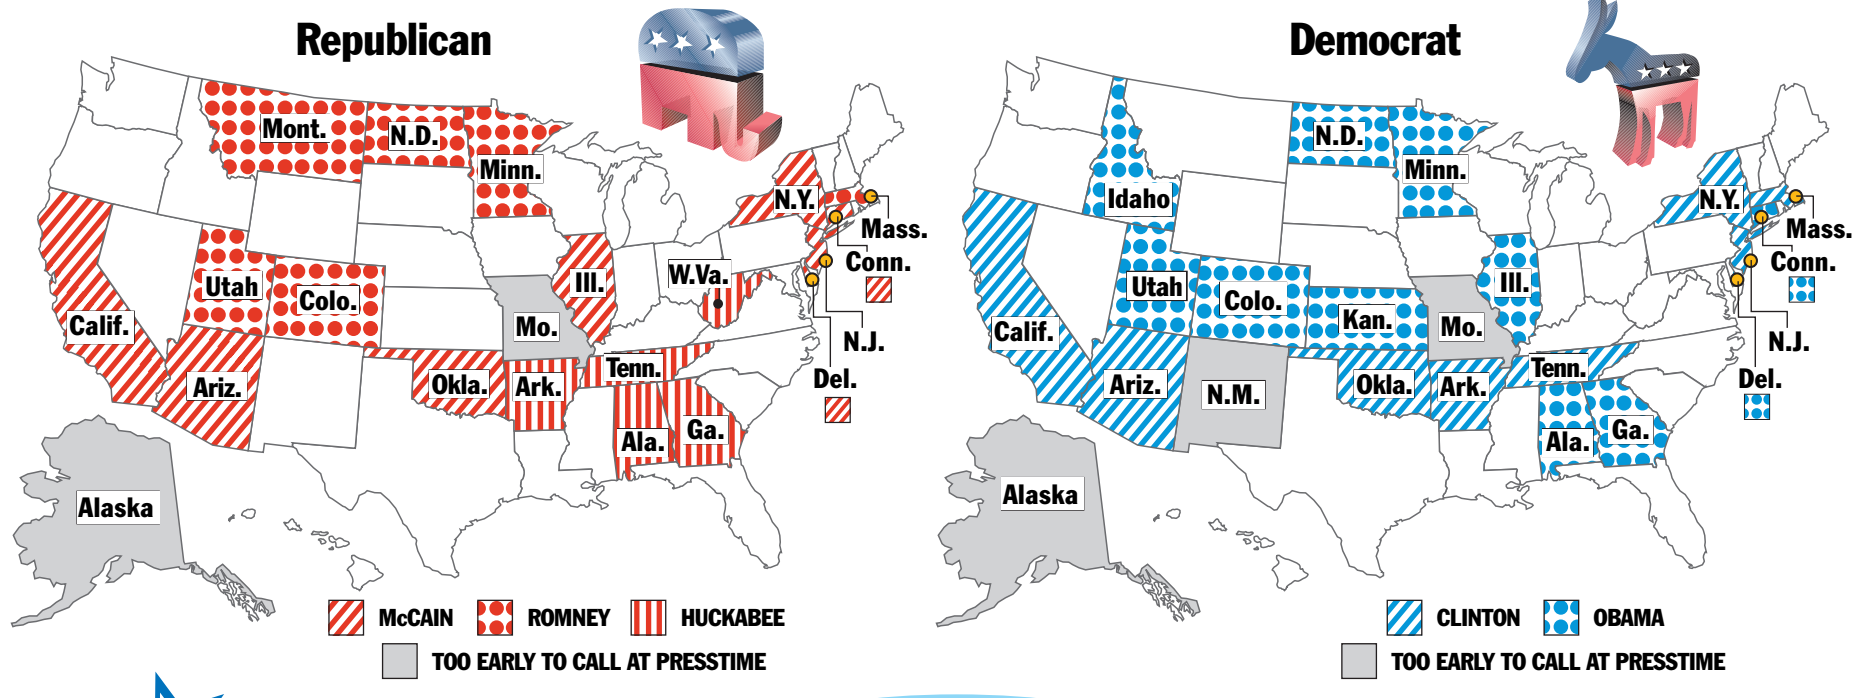 Republican
Mont.
N.D.
Minn.
N.Y.
Mass.
Conn.
W.Va.
Utah
Colo.
Ill.
Calif.
Mo.
N.J.
Del.
Ariz.
Okla.
Ark.
Tenn.
Ala.
Ga.
Alaska
McCAIN ROMNEY HUCKABEE
TOO EARLY TO CALL AT PRESSTIME
Democrat
N.D.
Minn.
Idaho
N.Y.
Mass.
Conn.
Utah
Colo.
Ill.
Kan.
Calif.
Mo.
N.J.
Del.
Ariz.
N.M.
Okla.
Ark.
Tenn.
Ala.
Ga.
Alaska
CLINTON OBAMA
TOO EARLY TO CALL AT PRESSTIME